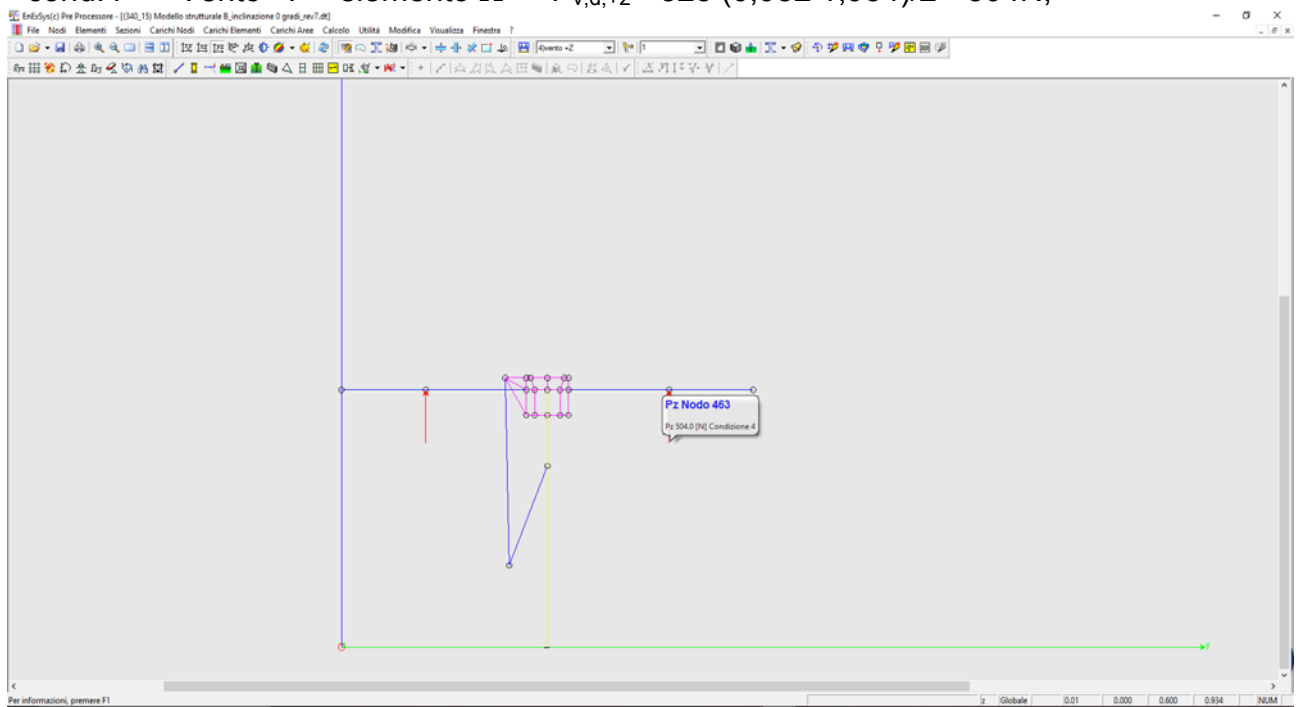 EnExSys(c) Pre Processore - [(340_15) Modello strutturale B_inclinazione 0 gradi_rev7.dt]
File Nodi Elementi Sezioni Carichi Nodi Carichi Elementi Carichi Aree Calcolo Utilità Modifica Visualizza Finestra ?
4)vento +Z 1
Pz Nodo 463
Pz 504.0 [N] Condizione 4
Y
Per informazioni, premere F1 z Globale 0.01 0.000 0.600 0.934 NUM